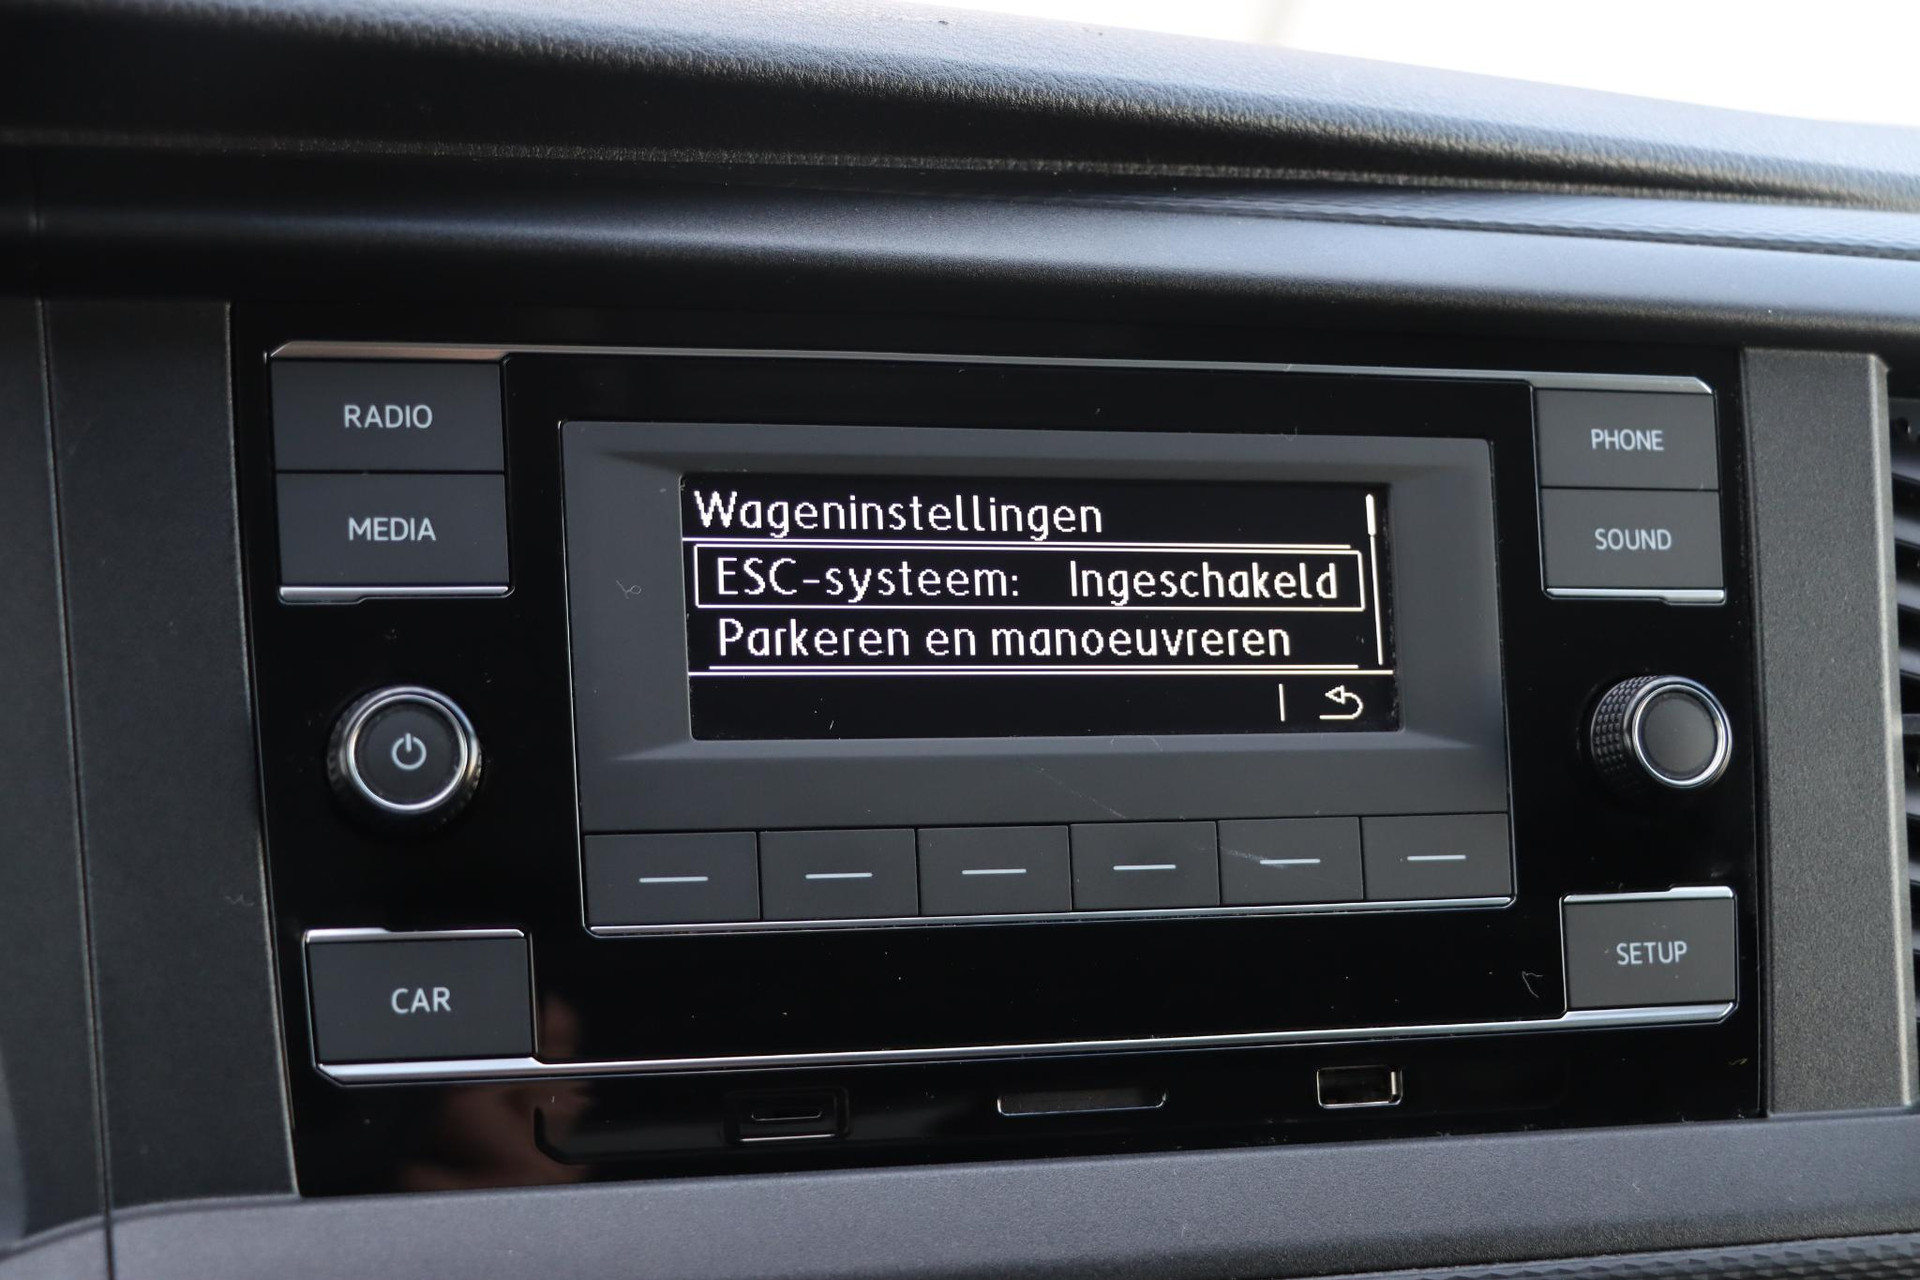 RADIO
MEDIA
Wageninstellingen
ESC-systeem: Ingeschakeld
Parkeren en manoeuvreren
PHONE
SOUND
CAR
SETUP